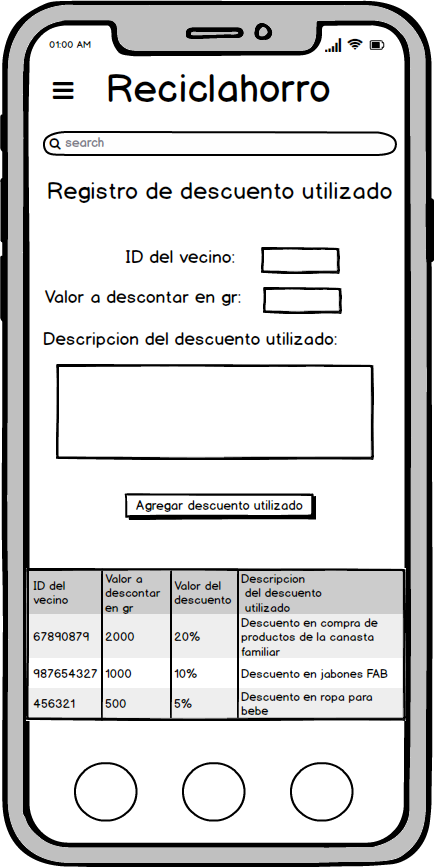 01:00 AM
Reciclahorro
search
Registro de descuento utilizado
ID del vecino:
Valor a descontar en gr:
Descripcion del descuento utilizado:
Agregar descuento utilizado
ID del
vecino
Valor a
descontar
en gr
Valor del
descuento
Descripcion
del descuento
utilizado
67890879
2000
20%
Descuento en compra de
productos de la canasta
familiar
987654327
1000
10%
Descuento en jabones FAB
456321
500
5%
Descuento en ropa para
bebe